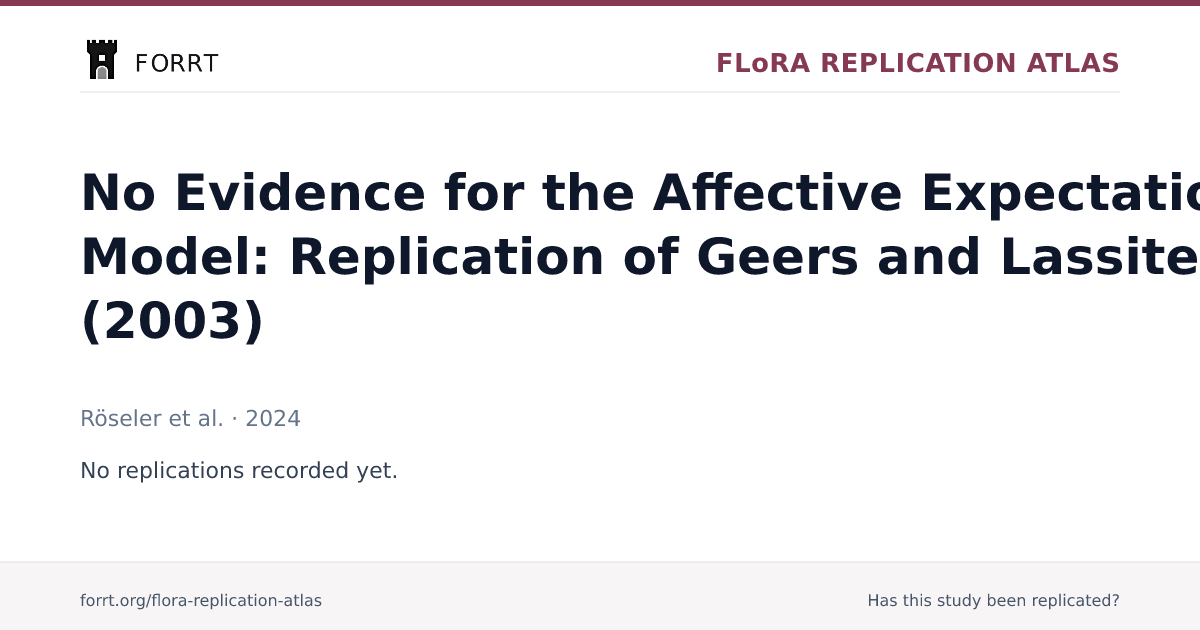 FORRT
FLoRA REPLICATION ATLAS
No Evidence for the Affective Expectatio
Model: Replication of Geers and Lassite
(2003)
Röseler et al. · 2024
No replications recorded yet.
forrt.org/flora-replication-atlas
Has this study been replicated?